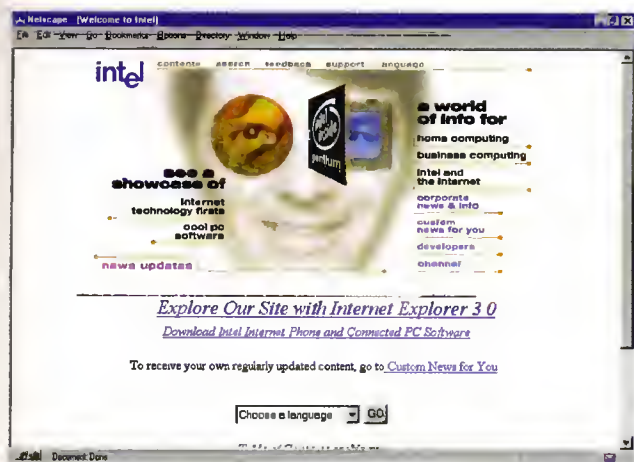 Netscape [Welcome to Intel]
File Edit View Go Bookmarks Options Directory Window Help
intel
contents search feedback support language
intel inside
pentium
a world
of info for
home computing
business computing
intel and
the internet
corporate
news & info
custom
news for you
developers
channel
see a
showcase of
internet
technology firsts
cool pc
software
news updates
Explore Our Site with Internet Explorer 3 0
Download Intel Internet Phone and Connected PC Software
To receive your own regularly updated content, go to Custom News for You
Choose a language GO
Document Done